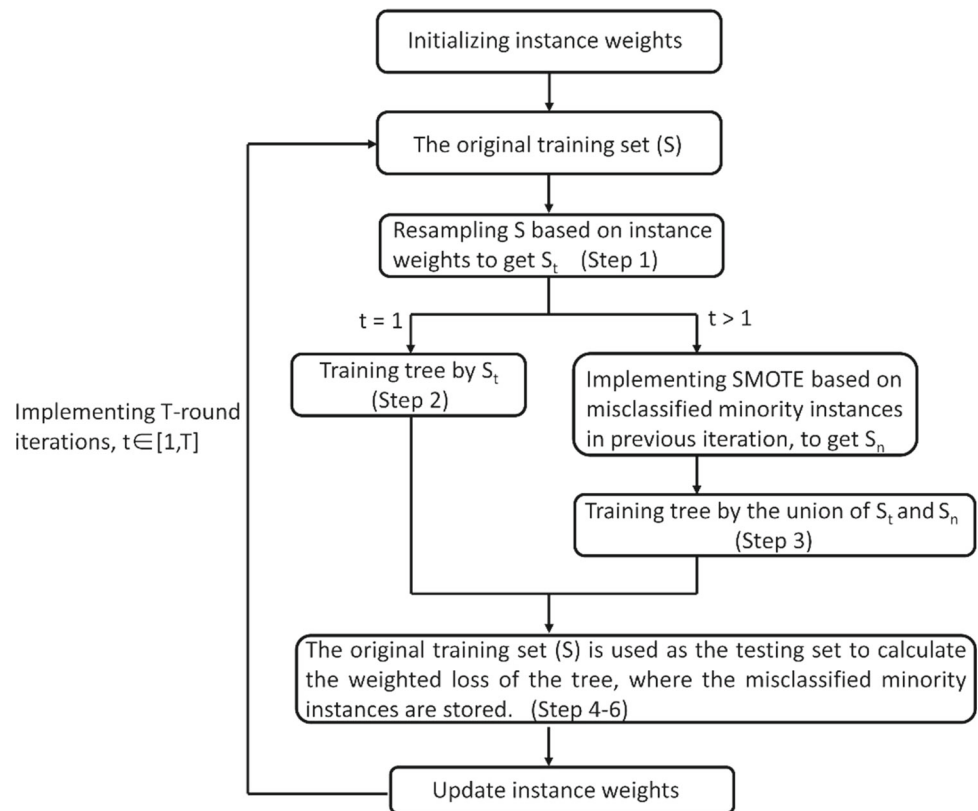 Initializing instance weights
The original training set (S)
Resampling S based on instance
weights to get Sₜ (Step 1)
t = 1
t > 1
Training tree by Sₜ
(Step 2)
Implementing SMOTE based on
misclassified minority instances
in previous iteration, to get Sₙ
Implementing T-round
iterations, t∈[1,T]
Training tree by the union of Sₜ and Sₙ
(Step 3)
The original training set (S) is used as the testing set to calculate
the weighted loss of the tree, where the misclassified minority
instances are stored. (Step 4-6)
Update instance weights